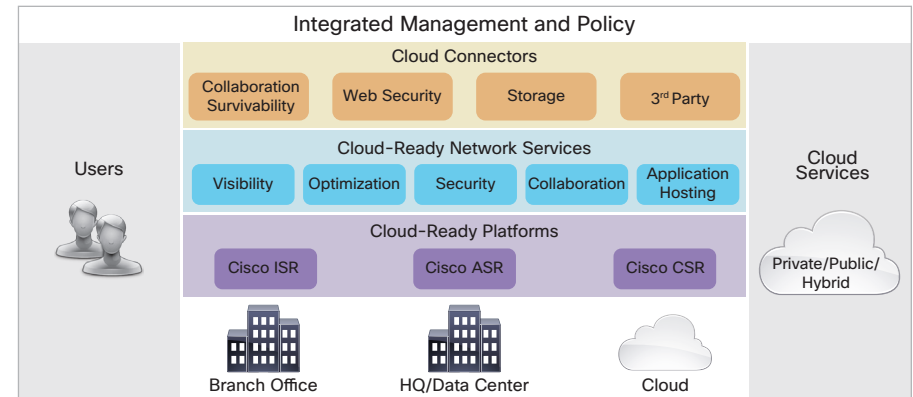 Integrated Management and Policy
Cloud Connectors
Collaboration
Survivability
Web Security
Storage
3rd Party
Cloud-Ready Network Services
Visibility
Optimization
Security
Collaboration
Application
Hosting
Cloud-Ready Platforms
Cisco ISR
Cisco ASR
Cisco CSR
Branch Office
HQ/Data Center
Cloud
Users
Cloud
Services
Private/Public/
Hybrid